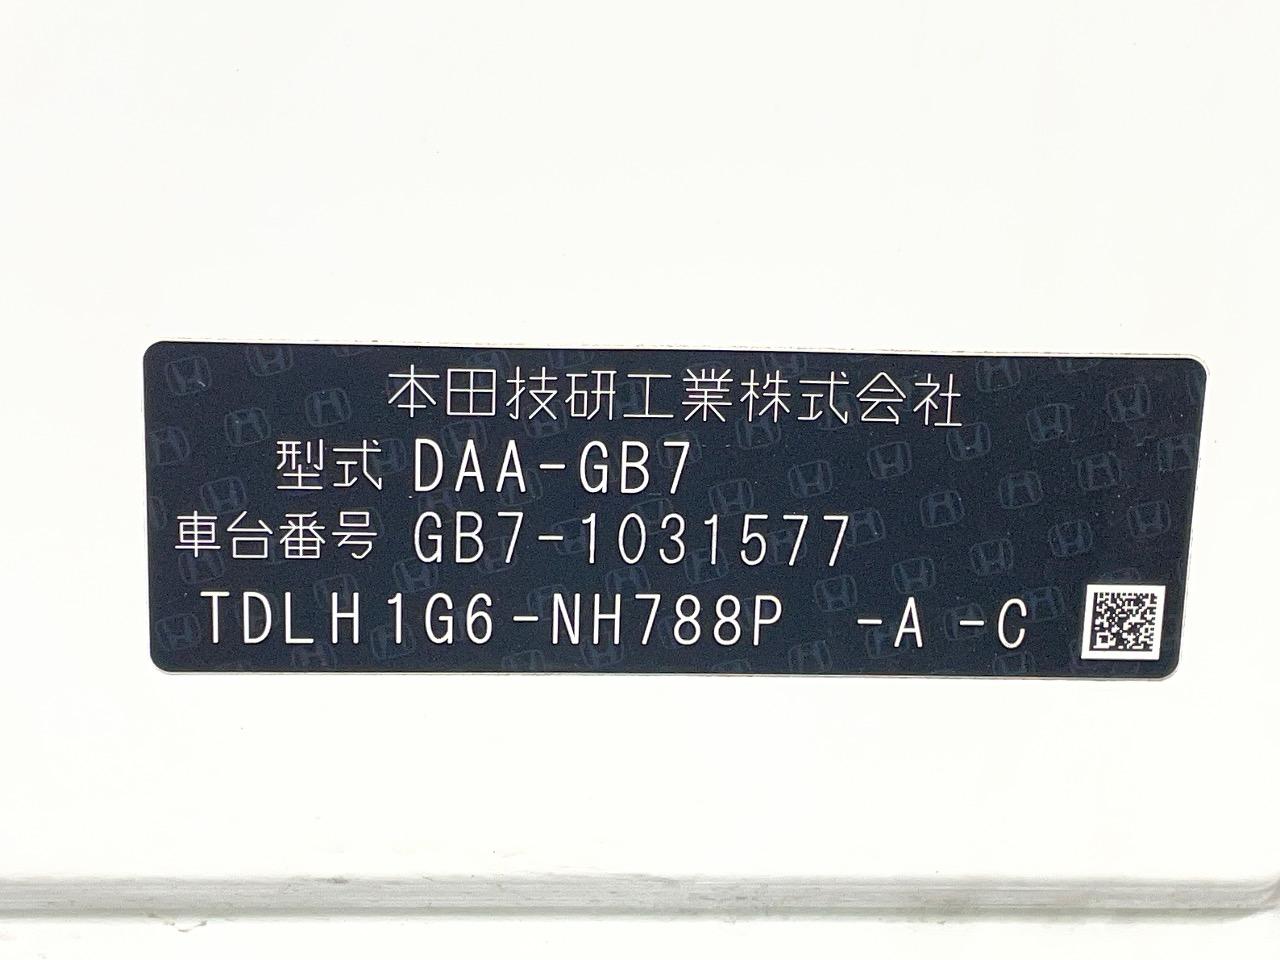 本田技研工業株式会社
型式 DAA-GB7
車台番号 GB7-1031577
TDLH1G6-NH788P -A -C